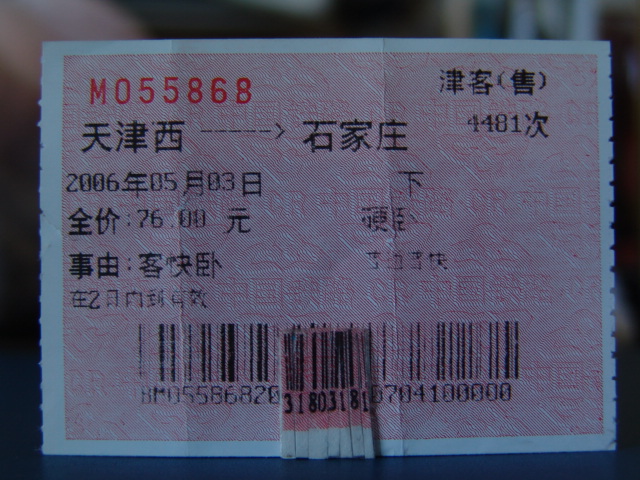 M055868
津客(售)
天津西 -----> 石家庄
4481次
2006年05月03日 下
全价:76.00 元 硬卧
事由:客快卧 普通普快
在2日内到有效
3180318